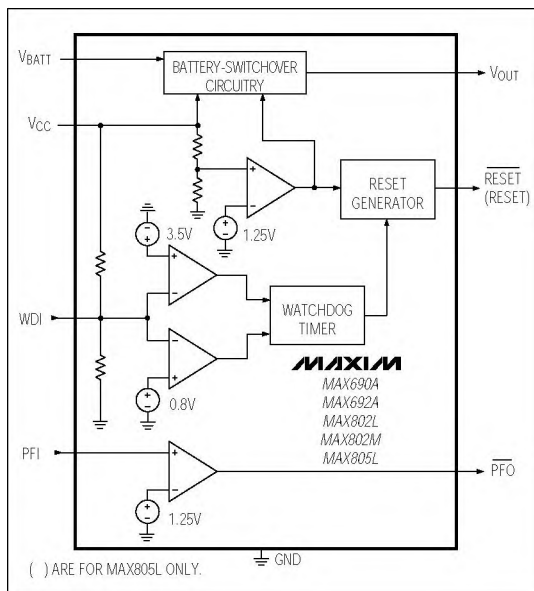 VBATT
BATTERY-SWITCHOVER
CIRCUITRY
VOUT
VCC
+
−
1.25V
RESET
GENERATOR
RESET
(RESET)
−
+
3.5V
+
−
WDI
−
+
0.8V
WATCHDOG
TIMER
MAXIM
MAX690A
MAX692A
MAX802L
MAX802M
MAX805L
PFI
+
−
1.25V
PFO
GND
( ) ARE FOR MAX805L ONLY.